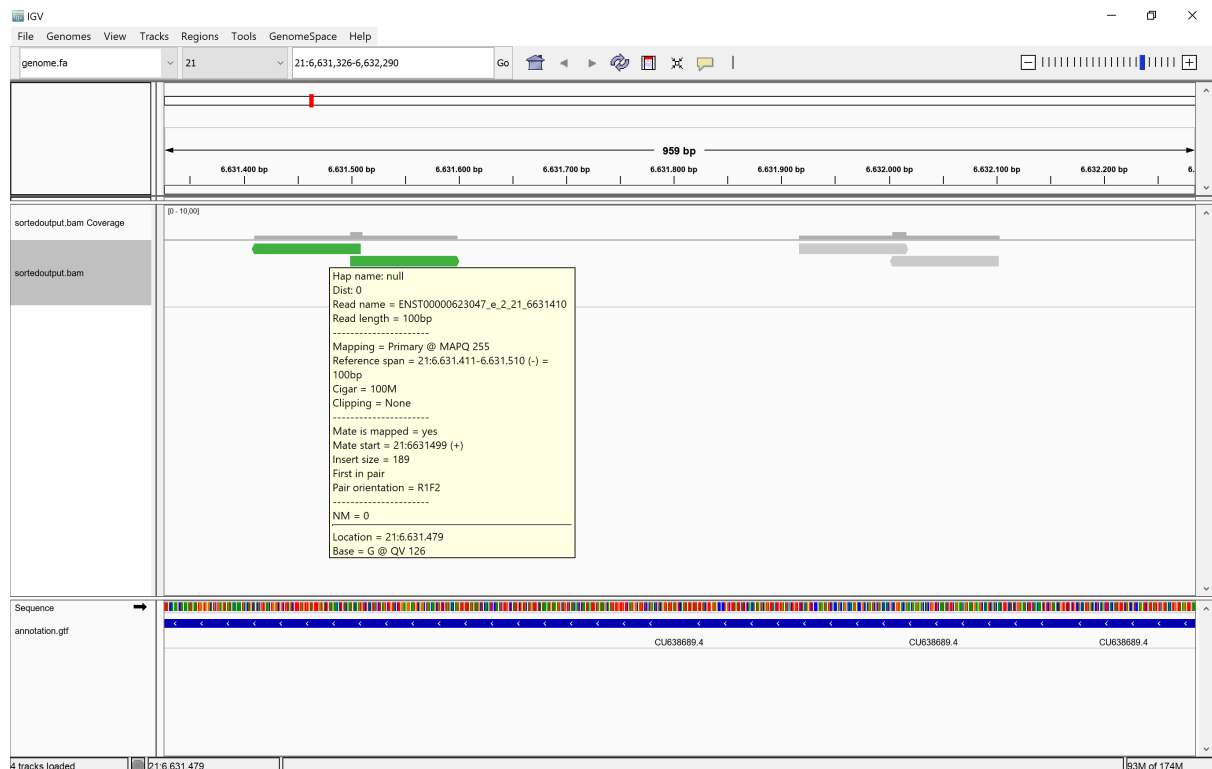 IGV
File Genomes View Tracks Regions Tools GenomeSpace Help
genome.fa 21 21:6,631,326-6,632,290 Go
959 bp
6.631.400 bp 6.631.500 bp 6.631.600 bp 6.631.700 bp 6.631.800 bp 6.631.900 bp 6.632.000 bp 6.632.100 bp 6.632.200 bp 6.
[0 - 10,00]
sortedoutput.bam Coverage
sortedoutput.bam
Hap name: null
Dist: 0
Read name = ENST00000623047_e_2_21_6631410
Read length = 100bp
----------------------
Mapping = Primary @ MAPQ 255
Reference span = 21:6.631.411-6.631.510 (-) =
100bp
Cigar = 100M
Clipping = None
----------------------
Mate is mapped = yes
Mate start = 21:6631499 (+)
Insert size = 189
First in pair
Pair orientation = R1F2
----------------------
NM = 0
Location = 21:6.631.479
Base = G @ QV 126
Sequence
annotation.gtf
CU638689.4 CU638689.4 CU638689.4
4 tracks loaded 21:6.631.479 93M of 174M